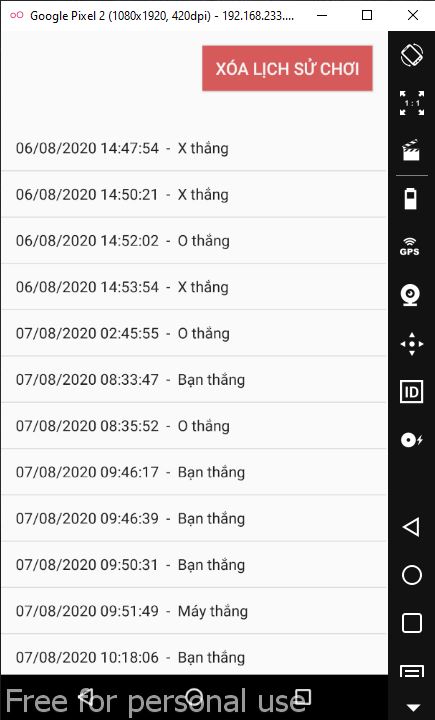 Google Pixel 2 (1080x1920, 420dpi) - 192.168.233....
XÓA LỊCH SỬ CHƠI
06/08/2020 14:47:54 - X thắng
06/08/2020 14:50:21 - X thắng
06/08/2020 14:52:02 - O thắng
06/08/2020 14:53:54 - X thắng
07/08/2020 02:45:55 - O thắng
07/08/2020 08:33:47 - Bạn thắng
07/08/2020 08:35:52 - O thắng
07/08/2020 09:46:17 - Bạn thắng
07/08/2020 09:46:39 - Bạn thắng
07/08/2020 09:50:31 - Bạn thắng
07/08/2020 09:51:49 - Máy thắng
07/08/2020 10:18:06 - Bạn thắng
Free for personal use
1:1
GPS
ID